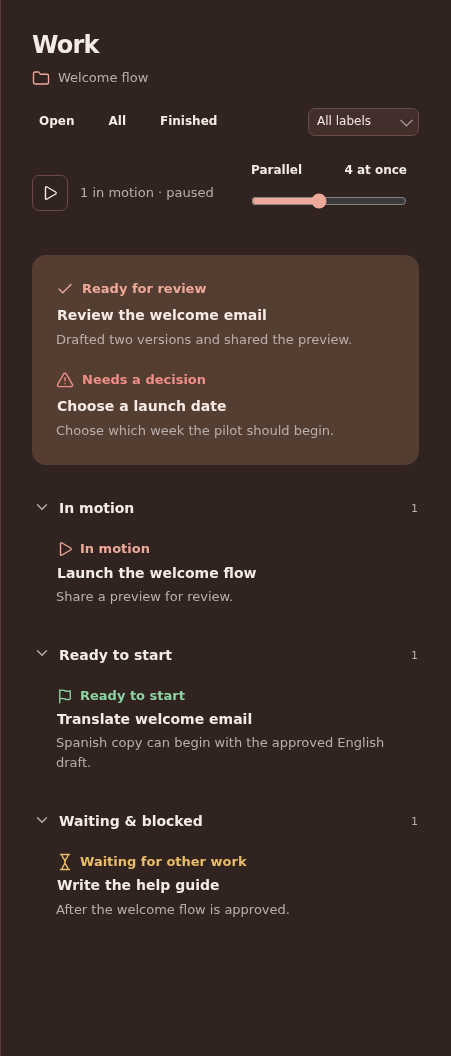 Work
Welcome flow
Open All Finished All labels
Parallel 4 at once
1 in motion · paused
Ready for review
Review the welcome email
Drafted two versions and shared the preview.
Needs a decision
Choose a launch date
Choose which week the pilot should begin.
In motion 1
In motion
Launch the welcome flow
Share a preview for review.
Ready to start 1
Ready to start
Translate welcome email
Spanish copy can begin with the approved English
draft.
Waiting & blocked 1
Waiting for other work
Write the help guide
After the welcome flow is approved.